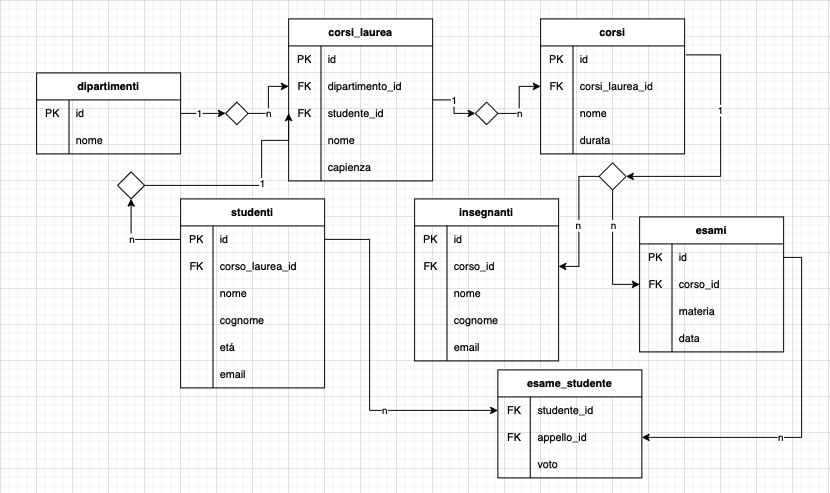 dipartimenti
PK id
nome
corsi_laurea
PK id
FK dipartimento_id
FK studente_id
nome
capienza
corsi
PK id
FK corsi_laurea_id
nome
durata
1
n
1
n
1
1
n
n
n
studenti
PK id
FK corso_laurea_id
nome
cognome
etá
email
insegnanti
PK id
FK corso_id
nome
cognome
email
esami
PK id
FK corso_id
materia
data
esame_studente
FK studente_id
FK appello_id
voto
n
n